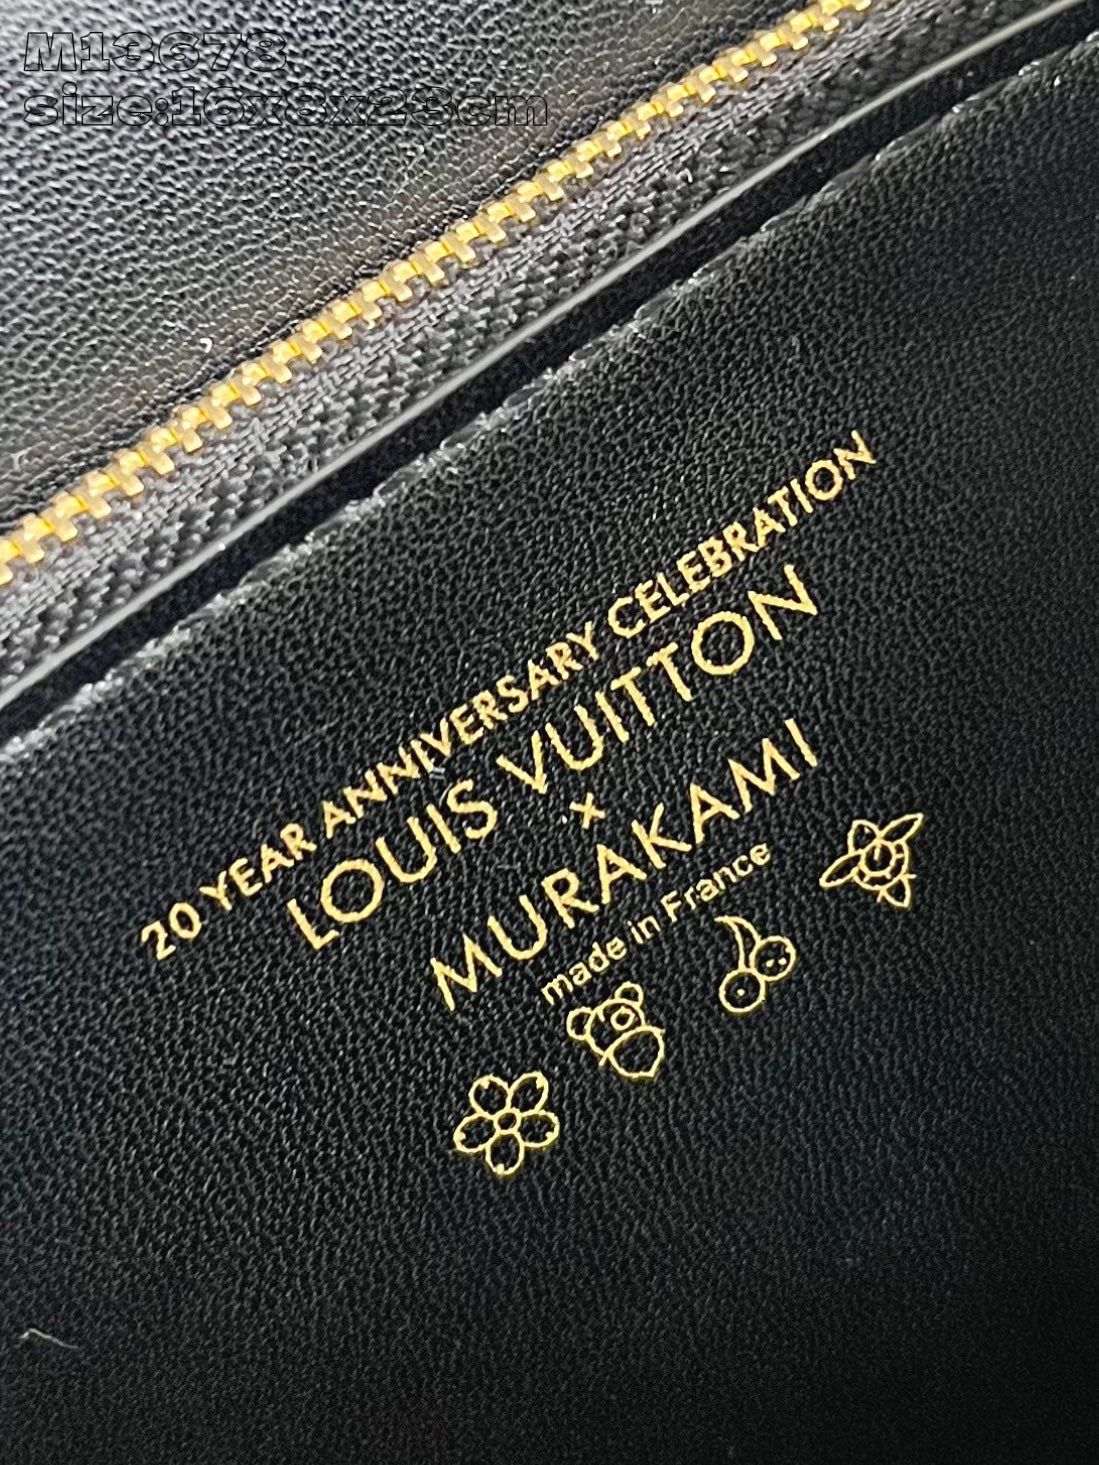 M13678
size:16x8x23cm
20 YEAR ANNIVERSARY CELEBRATION
LOUIS VUITTON
x
MURAKAMI
made in France